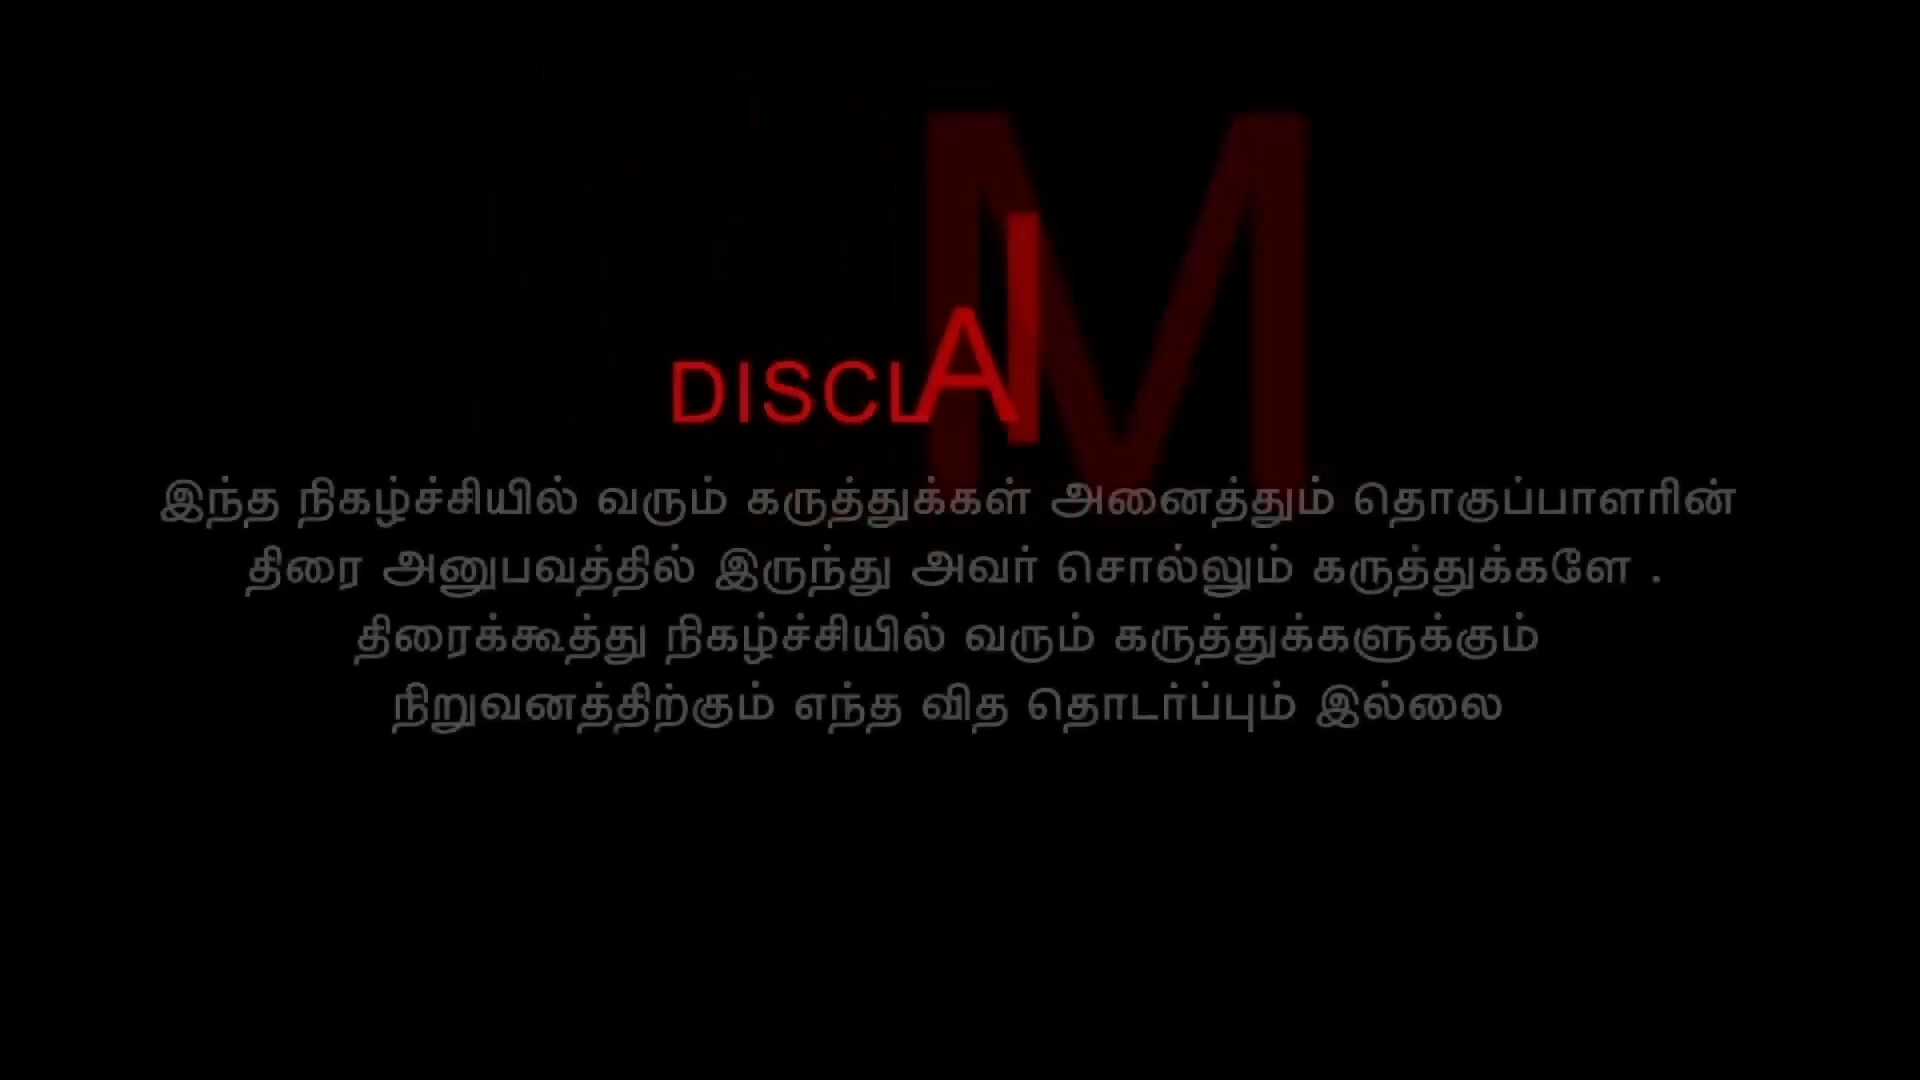 DISCLAIM
இந்த நிகழ்ச்சியில் வரும் கருத்துக்கள் அனைத்தும் தொகுப்பாளரின்
திரை அனுபவத்தில் இருந்து அவர் சொல்லும் கருத்துக்களே .
திரைக்கூத்து நிகழ்ச்சியில் வரும் கருத்துக்களுக்கும்
நிறுவனத்திற்கும் எந்த வித தொடர்ப்பும் இல்லை